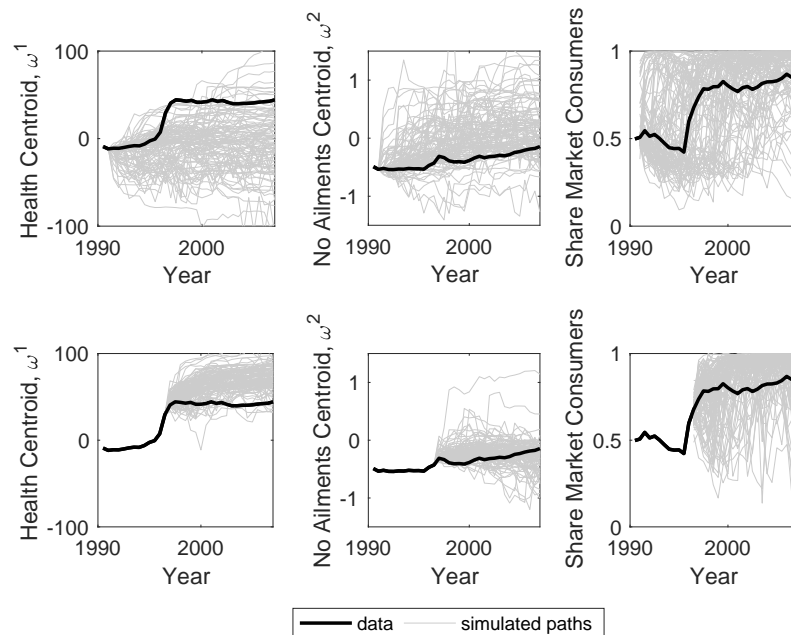 Health Centroid, ω¹
100
0
-100
1990
2000
Year
No Ailments Centroid, ω²
1
0
-1
1990
2000
Year
Share Market Consumers
1
0.5
0
1990
2000
Year
Health Centroid, ω¹
100
0
-100
1990
2000
Year
No Ailments Centroid, ω²
1
0
-1
1990
2000
Year
Share Market Consumers
1
0.5
0
1990
2000
Year
data
simulated paths